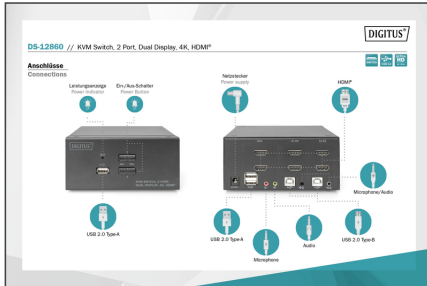 DIGITUS®
DS-12860 // KVM Switch, 2 Port, Dual Display, 4K, HDMI®
Anschlüsse
Connections
Leistungsanzeige
Power indicator
Ein-/Aus-Schalter
Power Button
Netzstecker
Power supply
HDMI®
DIGITUS
USB 2.0 Type-A
USB 2.0 Type-A
Microphone
Audio
USB 2.0 Type-B
Microphone/Audio